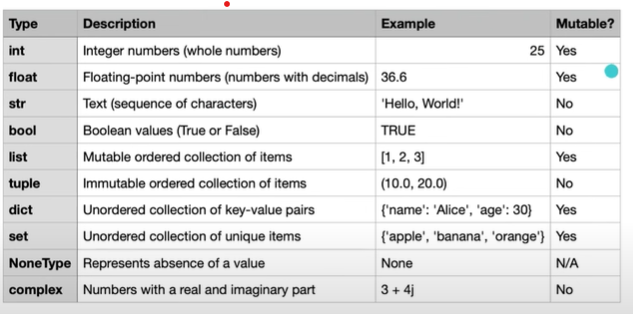 Type Description Example Mutable?
int Integer numbers (whole numbers) 25 Yes
float Floating-point numbers (numbers with decimals) 36.6 Yes
str Text (sequence of characters) 'Hello, World!' No
bool Boolean values (True or False) TRUE No
list Mutable ordered collection of items [1, 2, 3] Yes
tuple Immutable ordered collection of items (10.0, 20.0) No
dict Unordered collection of key-value pairs {'name': 'Alice', 'age': 30} Yes
set Unordered collection of unique items {'apple', 'banana', 'orange'} Yes
NoneType Represents absence of a value None N/A
complex Numbers with a real and imaginary part 3 + 4j No